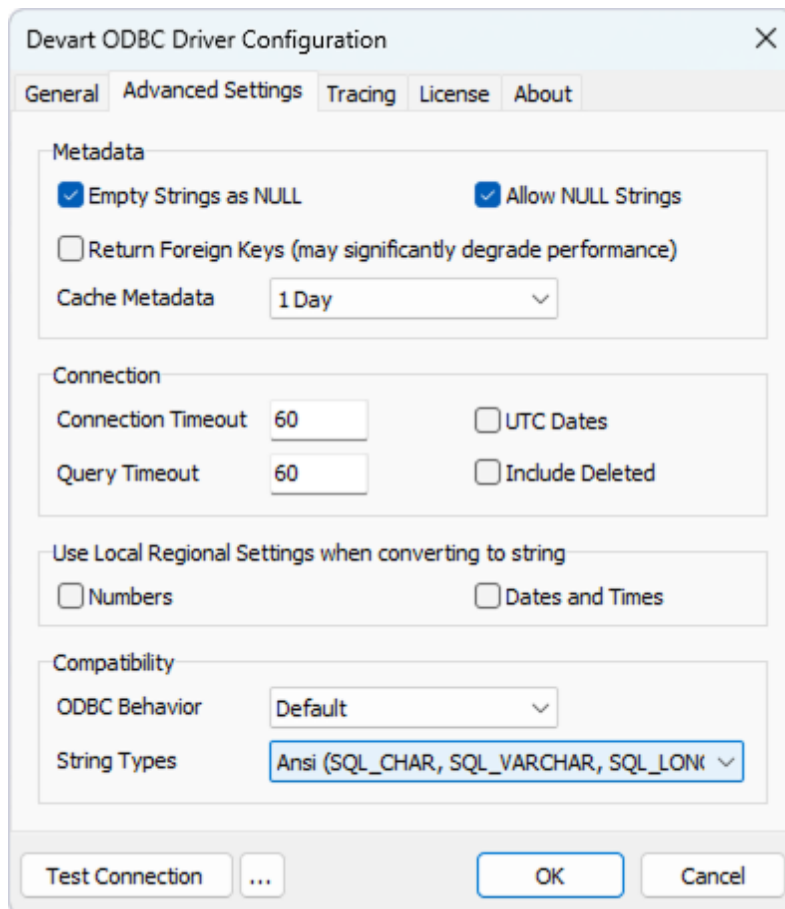 Devart ODBC Driver Configuration
General Advanced Settings Tracing License About
Metadata
Empty Strings as NULL Allow NULL Strings
Return Foreign Keys (may significantly degrade performance)
Cache Metadata 1 Day
Connection
Connection Timeout 60 UTC Dates
Query Timeout 60 Include Deleted
Use Local Regional Settings when converting to string
Numbers Dates and Times
Compatibility
ODBC Behavior Default
String Types Ansi (SQL_CHAR, SQL_VARCHAR, SQL_LON
Test Connection ... OK Cancel